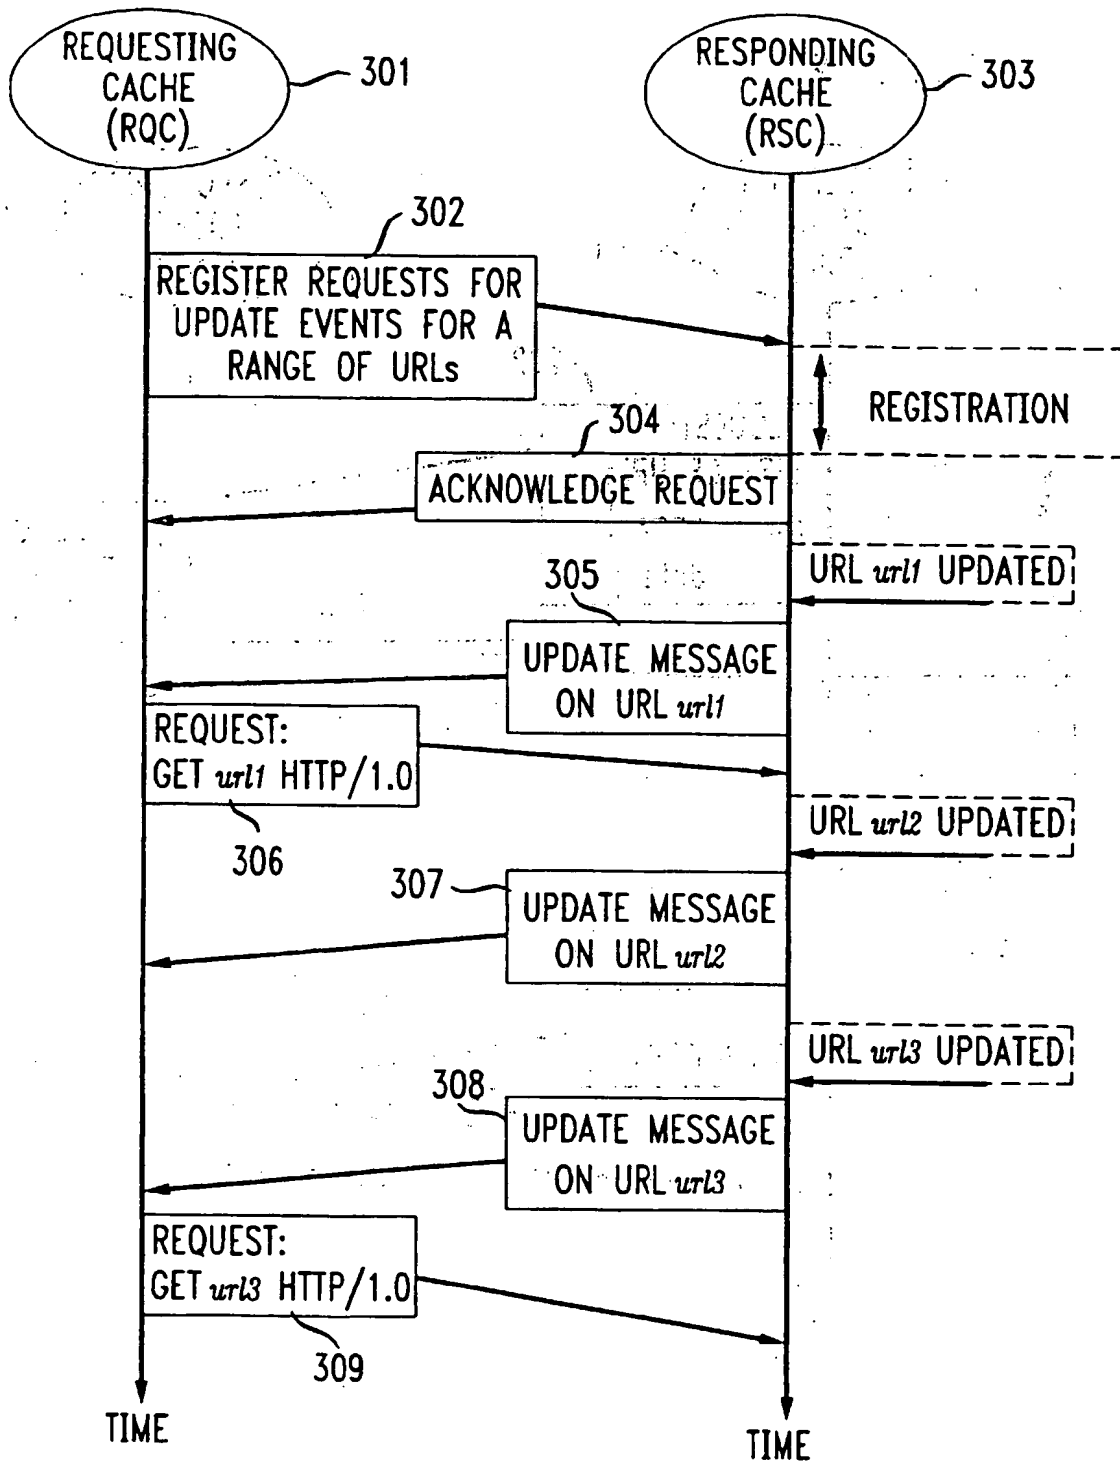 REQUESTING
CACHE
(RQC)
301
RESPONDING
CACHE
(RSC)
303
302
REGISTER REQUESTS FOR
UPDATE EVENTS FOR A
RANGE OF URLs
REGISTRATION
304
ACKNOWLEDGE REQUEST
URL url1 UPDATED
305
UPDATE MESSAGE
ON URL url1
REQUEST:
GET url1 HTTP/1.0
306
URL url2 UPDATED
307
UPDATE MESSAGE
ON URL url2
URL url3 UPDATED
308
UPDATE MESSAGE
ON URL url3
REQUEST:
GET url3 HTTP/1.0
309
TIME
TIME